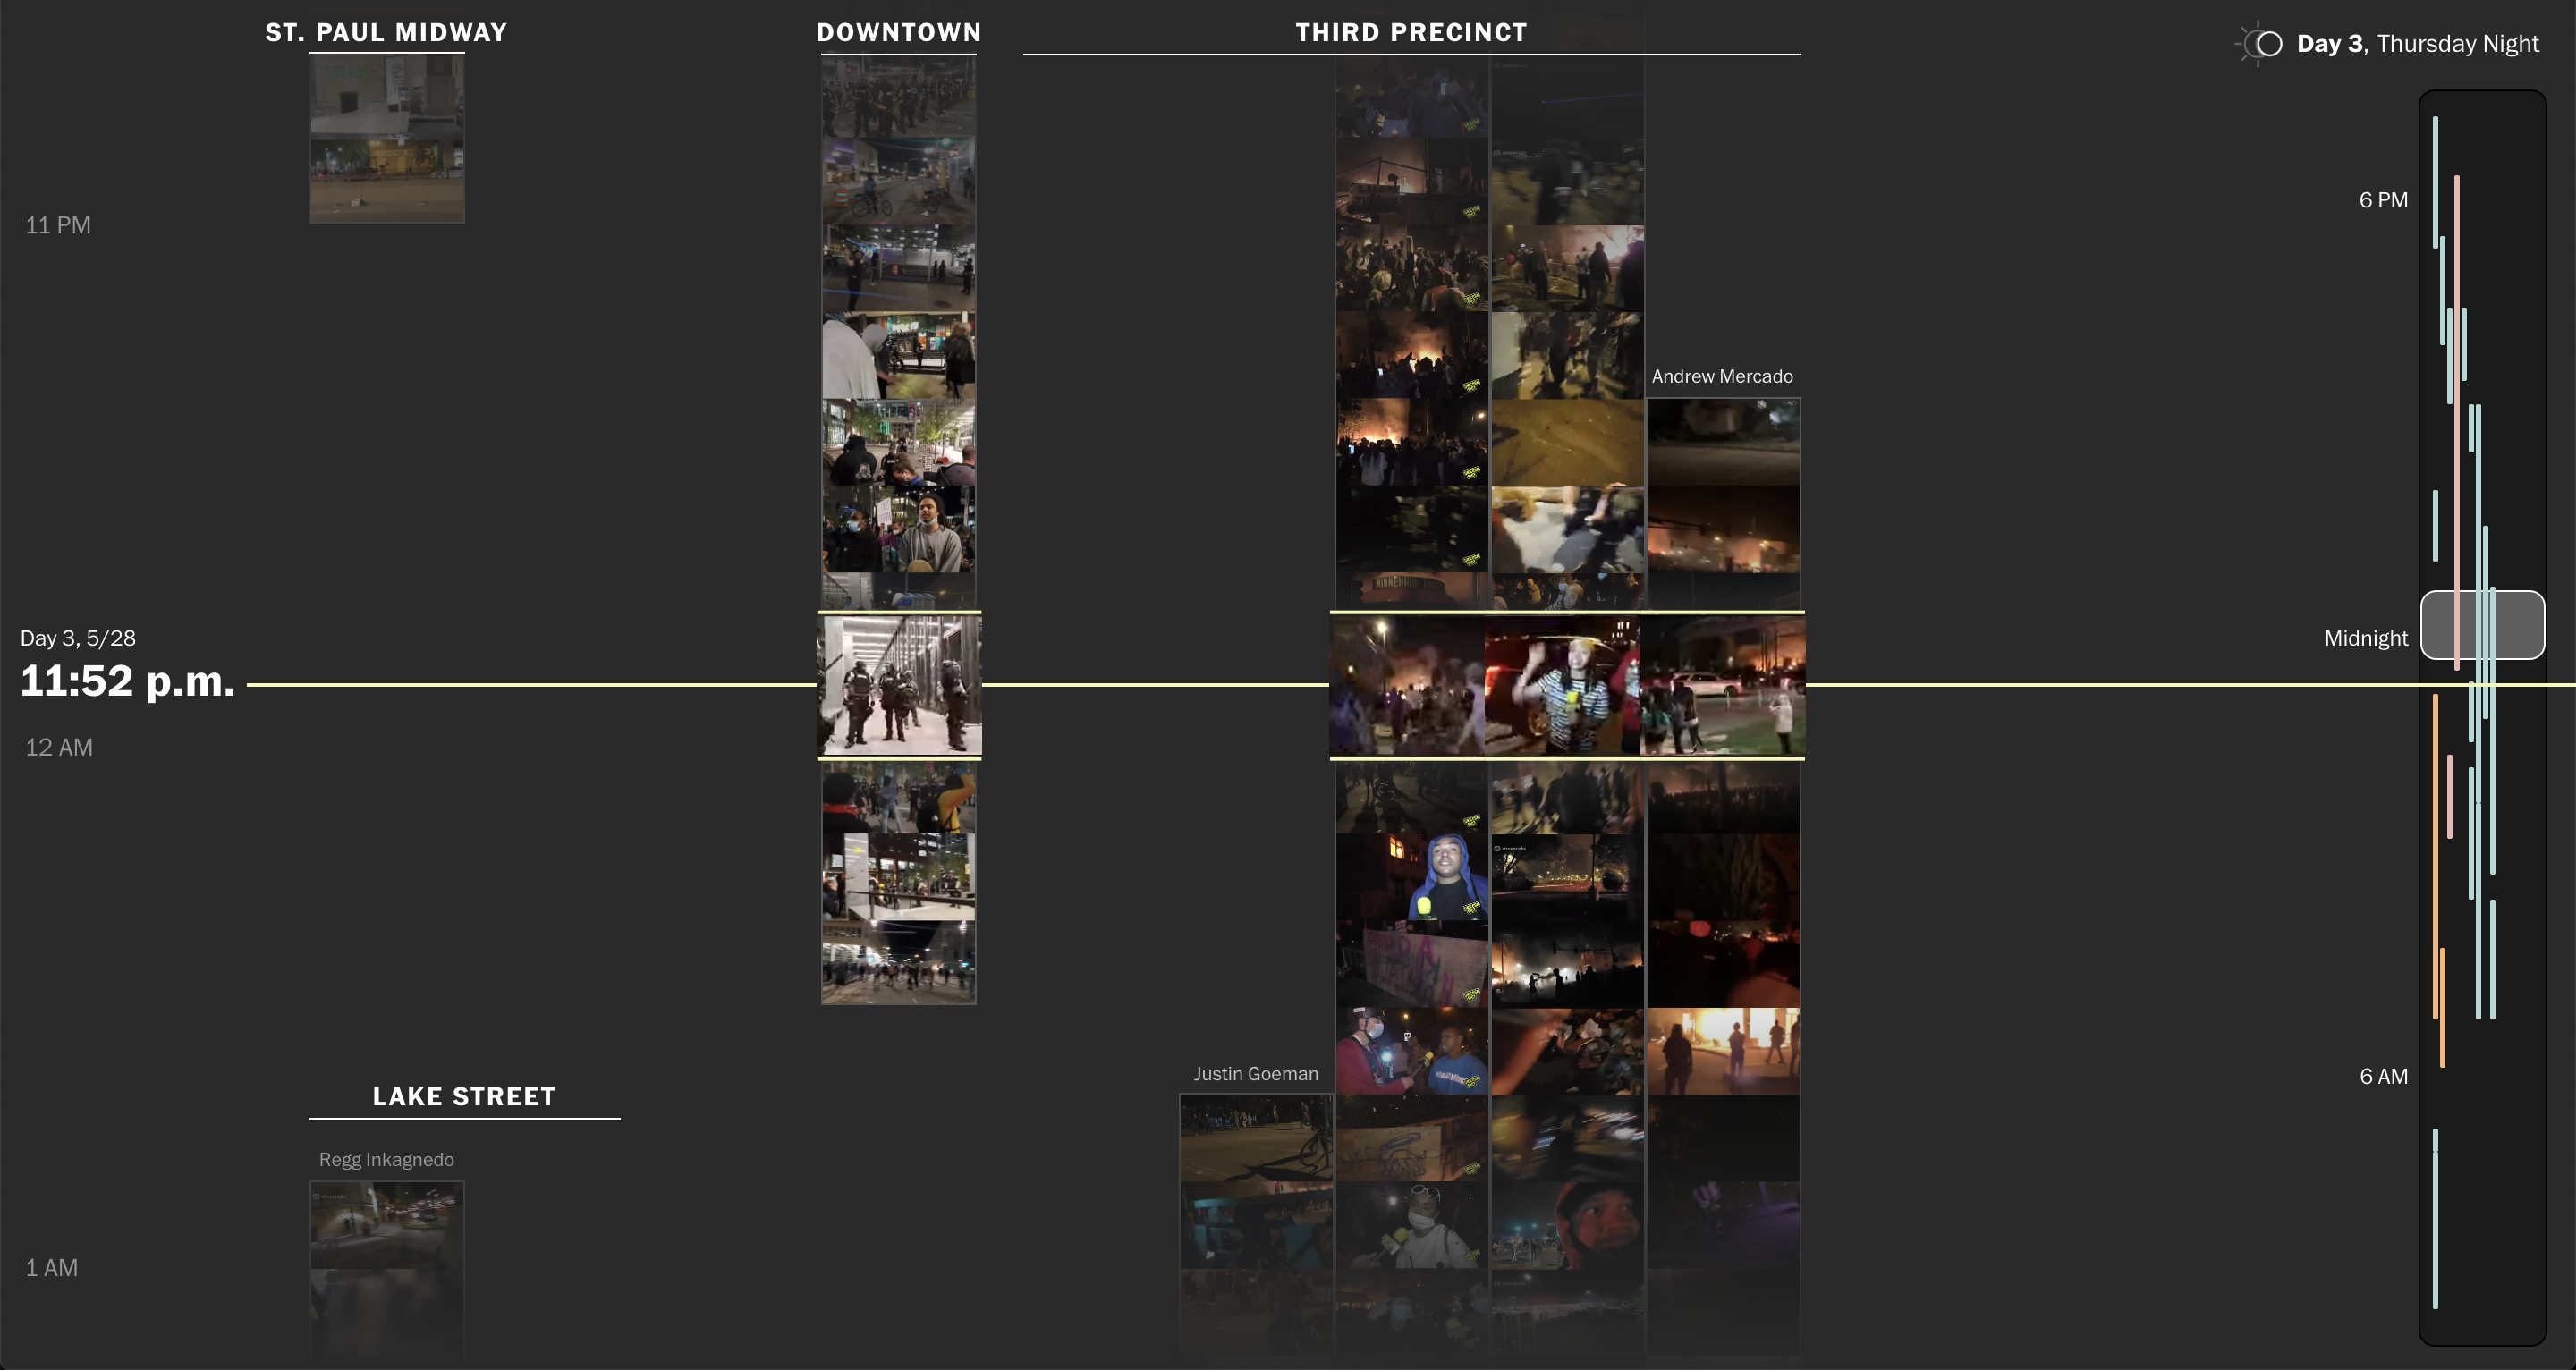 ST. PAUL MIDWAY
DOWNTOWN
THIRD PRECINCT
Day 3, Thursday Night
6 PM
11 PM
Andrew Mercado
Day 3, 5/28
11:52 p.m.
Midnight
12 AM
Justin Goeman
6 AM
LAKE STREET
Regg Inkagnedo
1 AM